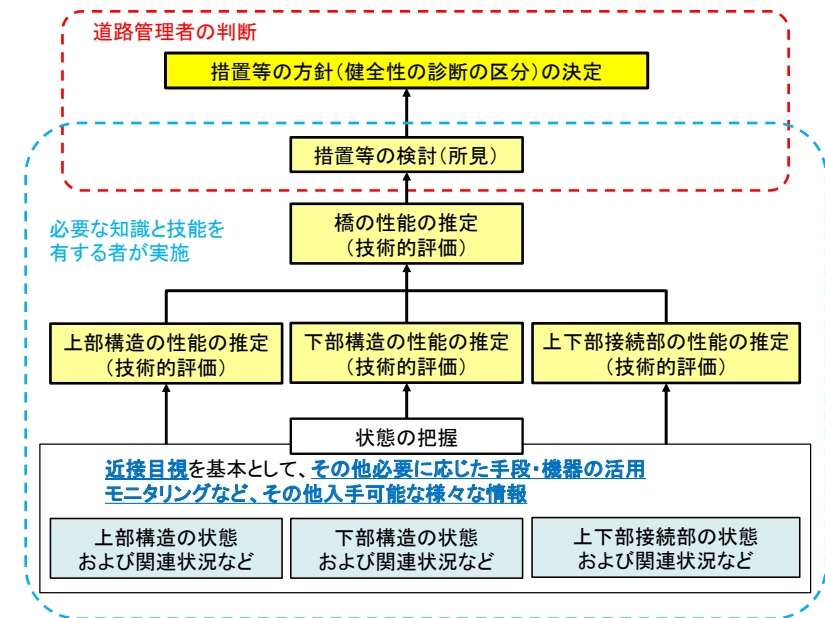 道路管理者の判断
措置等の方針(健全性の診断の区分)の決定
措置等の検討(所見)
必要な知識と技能を
有する者が実施
橋の性能の推定
(技術的評価)
上部構造の性能の推定
(技術的評価)
下部構造の性能の推定
(技術的評価)
上下部接続部の性能の推定
(技術的評価)
状態の把握
近接目視を基本として、その他必要に応じた手段・機器の活用
モニタリングなど、その他入手可能な様々な情報
上部構造の状態
および関連状況など
下部構造の状態
および関連状況など
上下部接続部の状態
および関連状況など